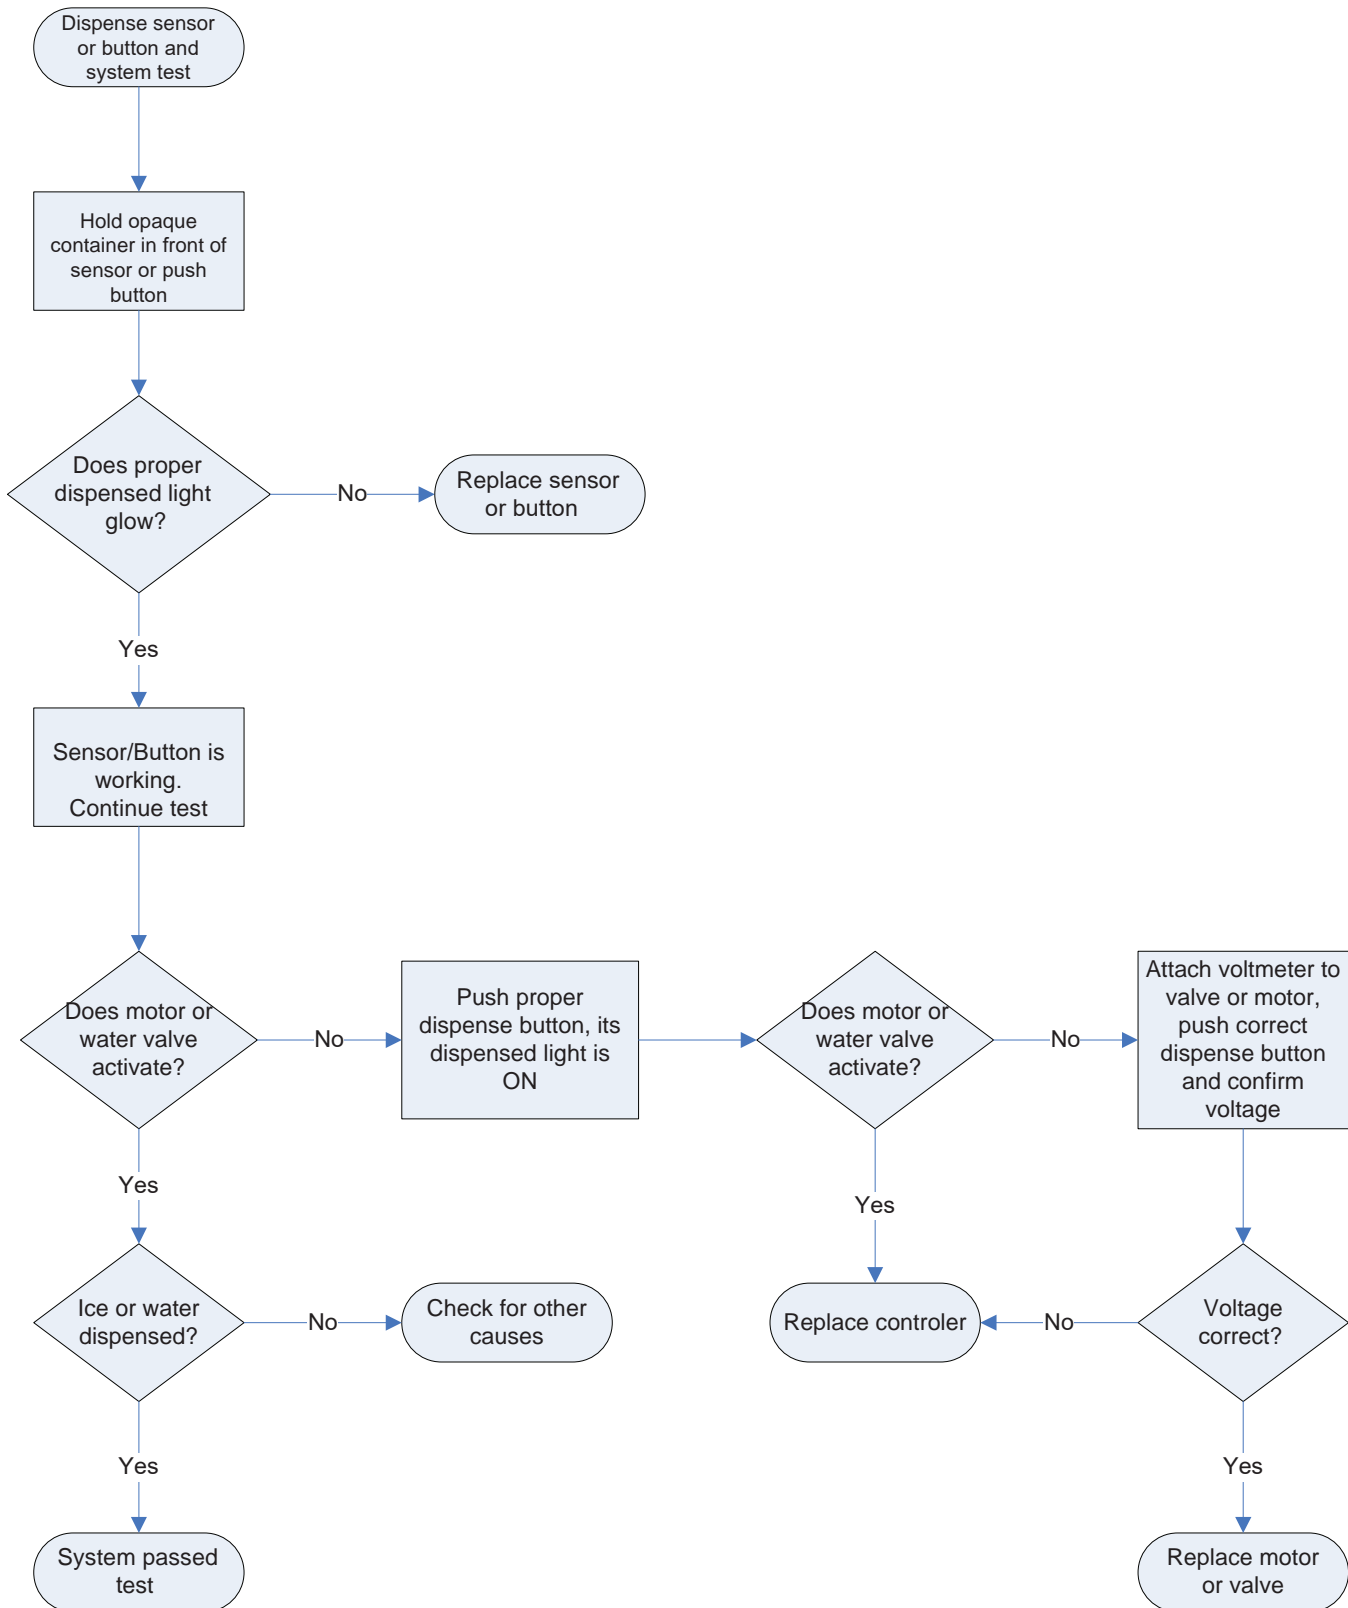 Dispense sensor
or button and
system test
Hold opaque
container in front of
sensor or push
button
Does proper
dispensed light
glow?
No
Replace sensor
or button
Yes
Sensor/Button is
working.
Continue test
Does motor or
water valve
activate?
No
Push proper
dispense button, its
dispensed light is
ON
Does motor or
water valve
activate?
No
Attach voltmeter to
valve or motor,
push correct
dispense button
and confirm
voltage
Yes
Yes
Ice or water
dispensed?
No
Check for other
causes
Replace controler
No
Voltage
correct?
Yes
Yes
System passed
test
Replace motor
or valve